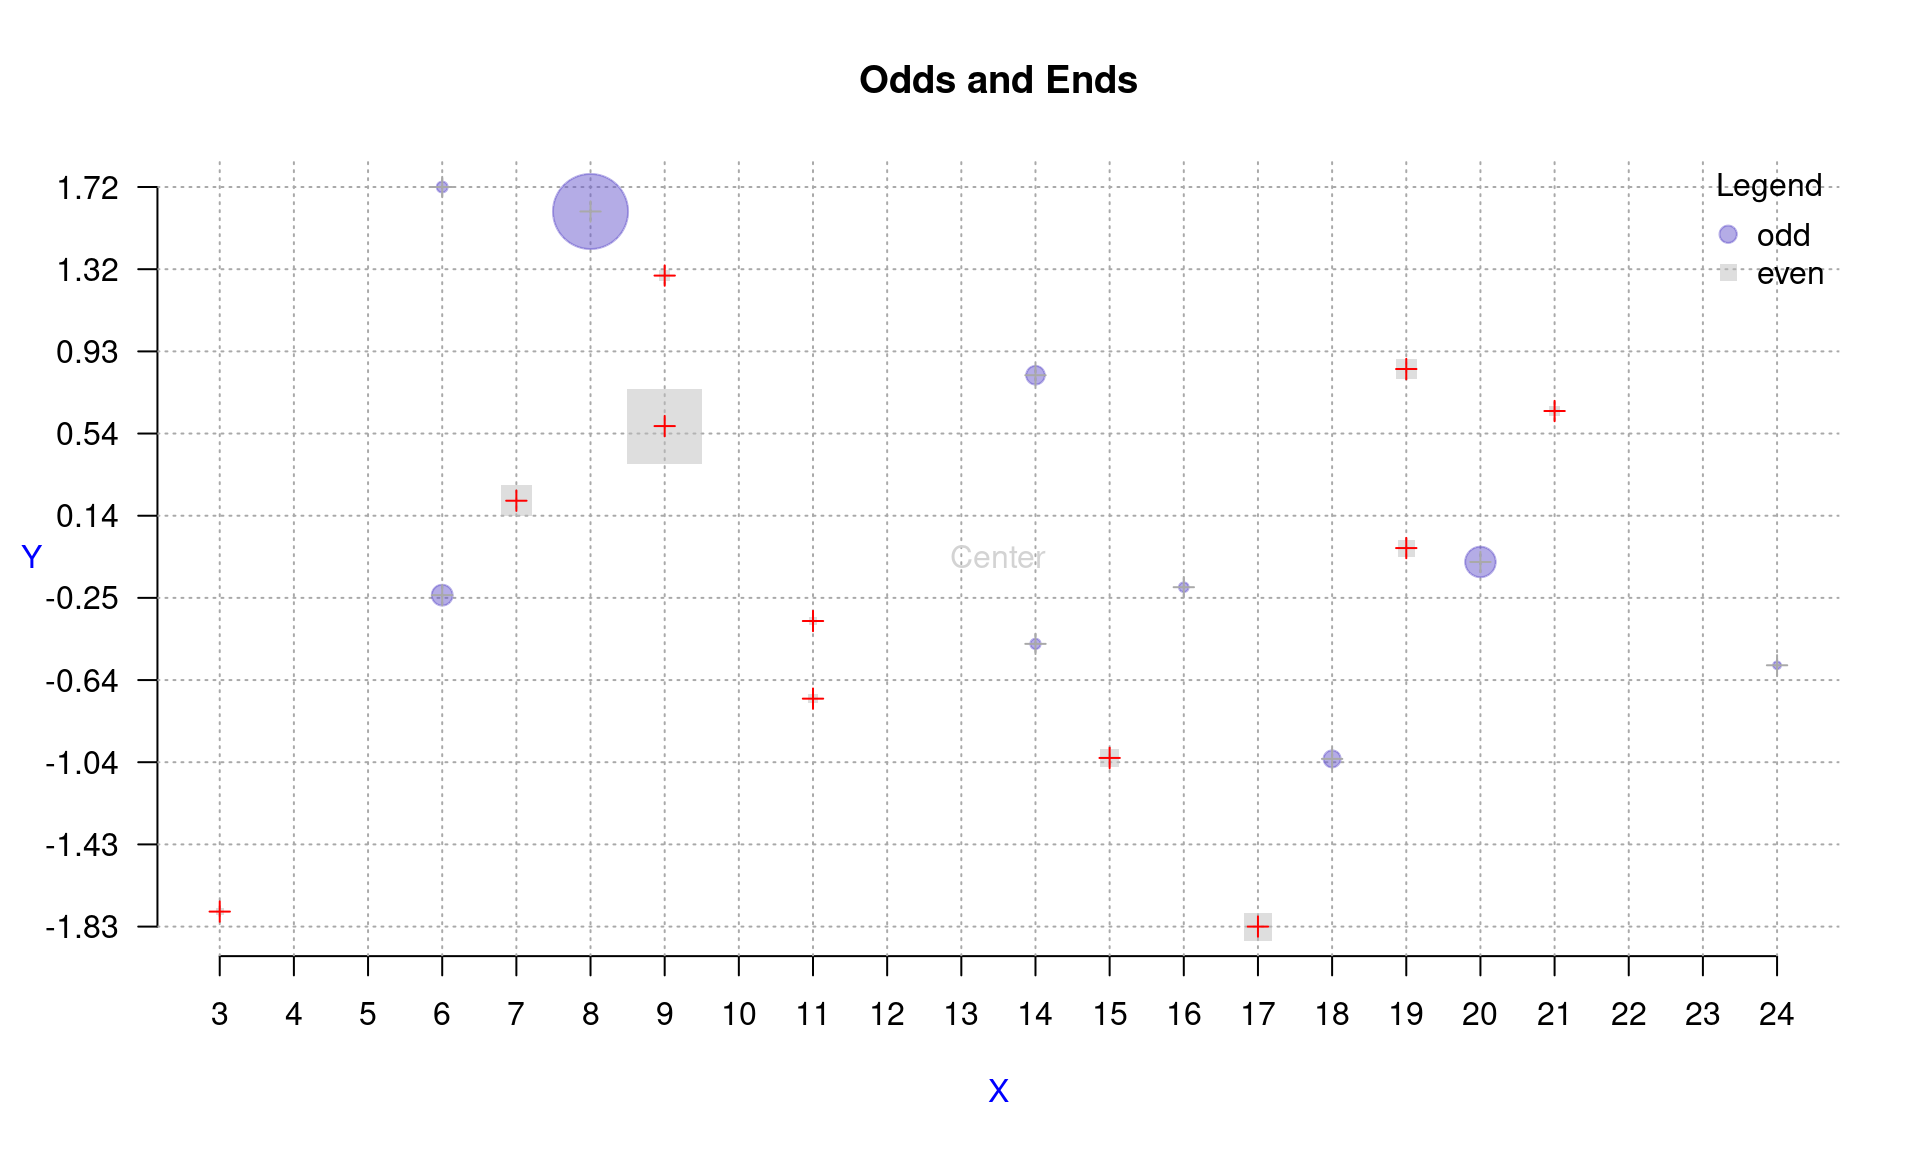 Odds and Ends
Legend
odd
even
1.72
1.32
0.93
0.54
0.14
-0.25
-0.64
-1.04
-1.43
-1.83
Y
Center
3 4 5 6 7 8 9 10 11 12 13 14 15 16 17 18 19 20 21 22 23 24
X